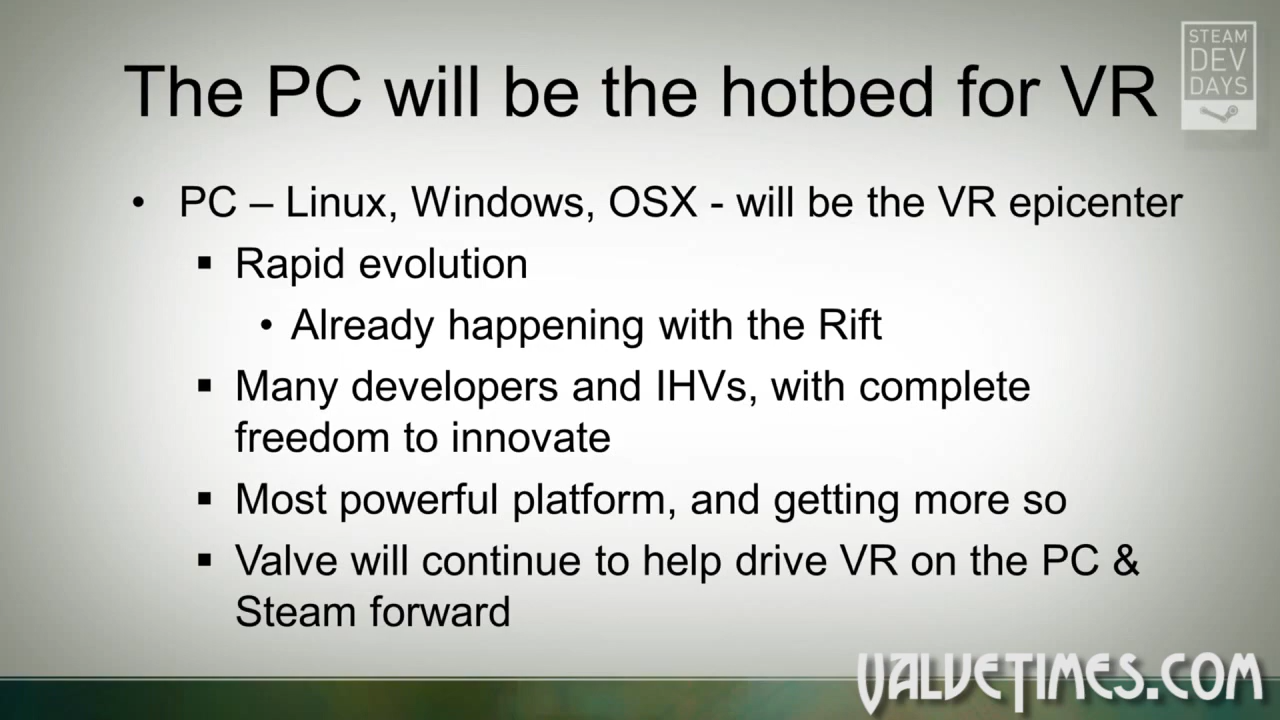 The PC will be the hotbed for VR
STEAM
DEV
DAYS
• PC – Linux, Windows, OSX - will be the VR epicenter
▪ Rapid evolution
• Already happening with the Rift
▪ Many developers and IHVs, with complete
freedom to innovate
▪ Most powerful platform, and getting more so
▪ Valve will continue to help drive VR on the PC &
Steam forward
VALVETIMES.COM